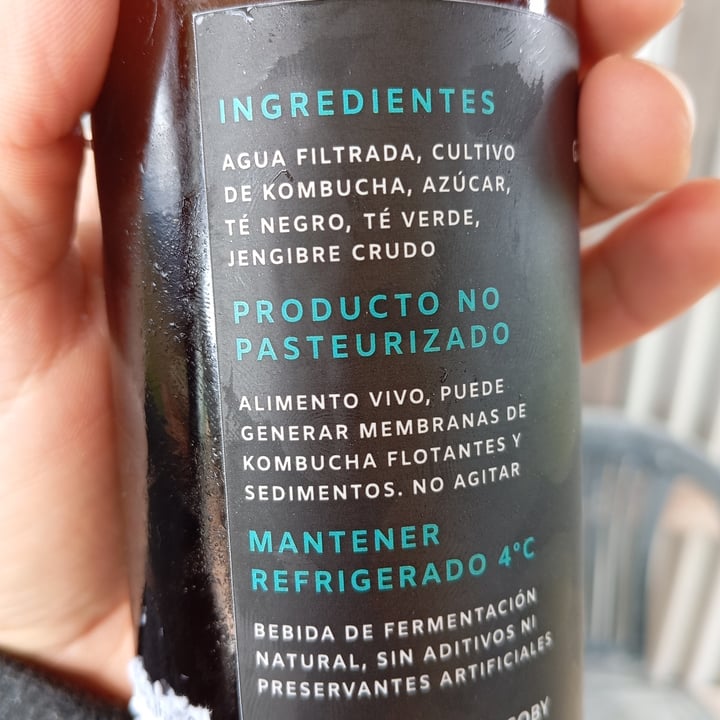 INGREDIENTES
AGUA FILTRADA, CULTIVO
DE KOMBUCHA, AZÚCAR,
TÉ NEGRO, TÉ VERDE,
JENGIBRE CRUDO
PRODUCTO NO
PASTEURIZADO
ALIMENTO VIVO, PUEDE
GENERAR MEMBRANAS DE
KOMBUCHA FLOTANTES Y
SEDIMENTOS. NO AGITAR
MANTENER
REFRIGERADO 4°C
BEBIDA DE FERMENTACIÓN
NATURAL, SIN ADITIVOS NI
PRESERVANTES ARTIFICIALES